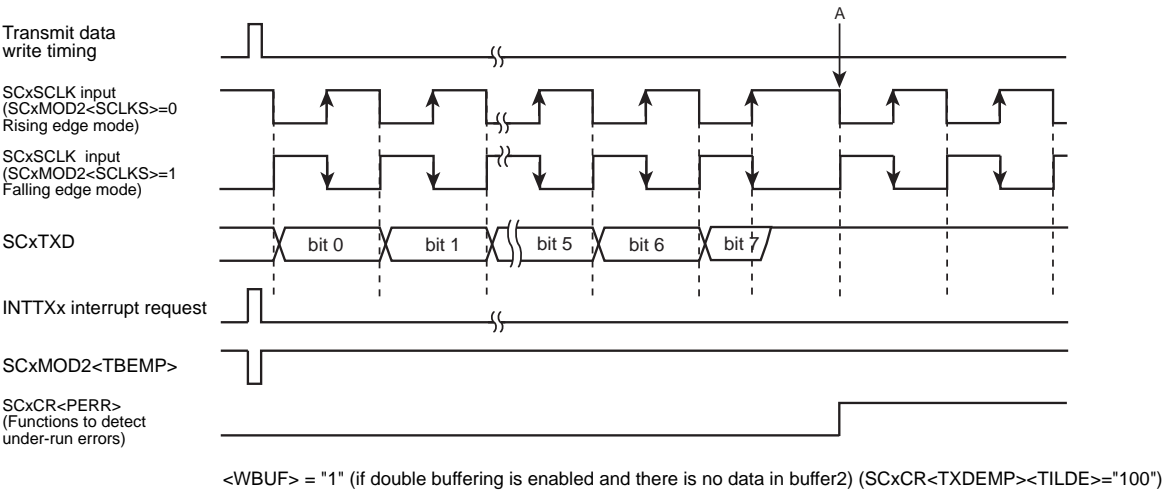 A
Transmit data
write timing
SCxSCLK input
(SCxMOD2<SCLKS>=0
Rising edge mode)
SCxSCLK input
(SCxMOD2<SCLKS>=1
Falling edge mode)
SCxTXD
bit 0
bit 1
bit 5
bit 6
bit 7
INTTXx interrupt request
SCxMOD2<TBEMP>
SCxCR<PERR>
(Functions to detect
under-run errors)
<WBUF> = "1" (if double buffering is enabled and there is no data in buffer2) (SCxCR<TXDEMP><TILDE>="100")